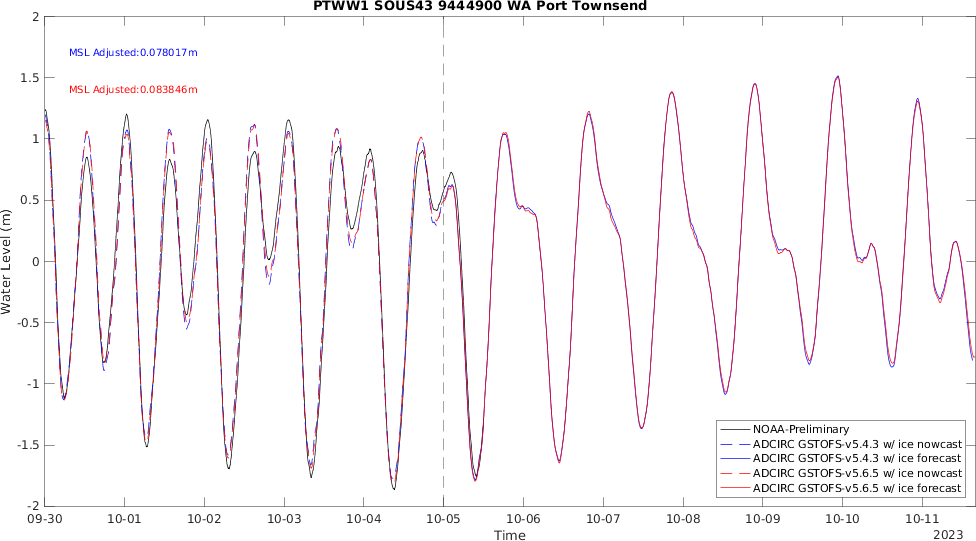 PTWW1 SOUS43 9444900 WA Port Townsend
MSL Adjusted:0.078017m
MSL Adjusted:0.083846m
Water Level (m)
2
1.5
1
0.5
0
-0.5
-1
-1.5
-2
NOAA-Preliminary
ADCIRC GSTOFS-v5.4.3 w/ ice nowcast
ADCIRC GSTOFS-v5.4.3 w/ ice forecast
ADCIRC GSTOFS-v5.6.5 w/ ice nowcast
ADCIRC GSTOFS-v5.6.5 w/ ice forecast
09-30 10-01 10-02 10-03 10-04 10-05 10-06 10-07 10-08 10-09 10-10 10-11
Time
2023